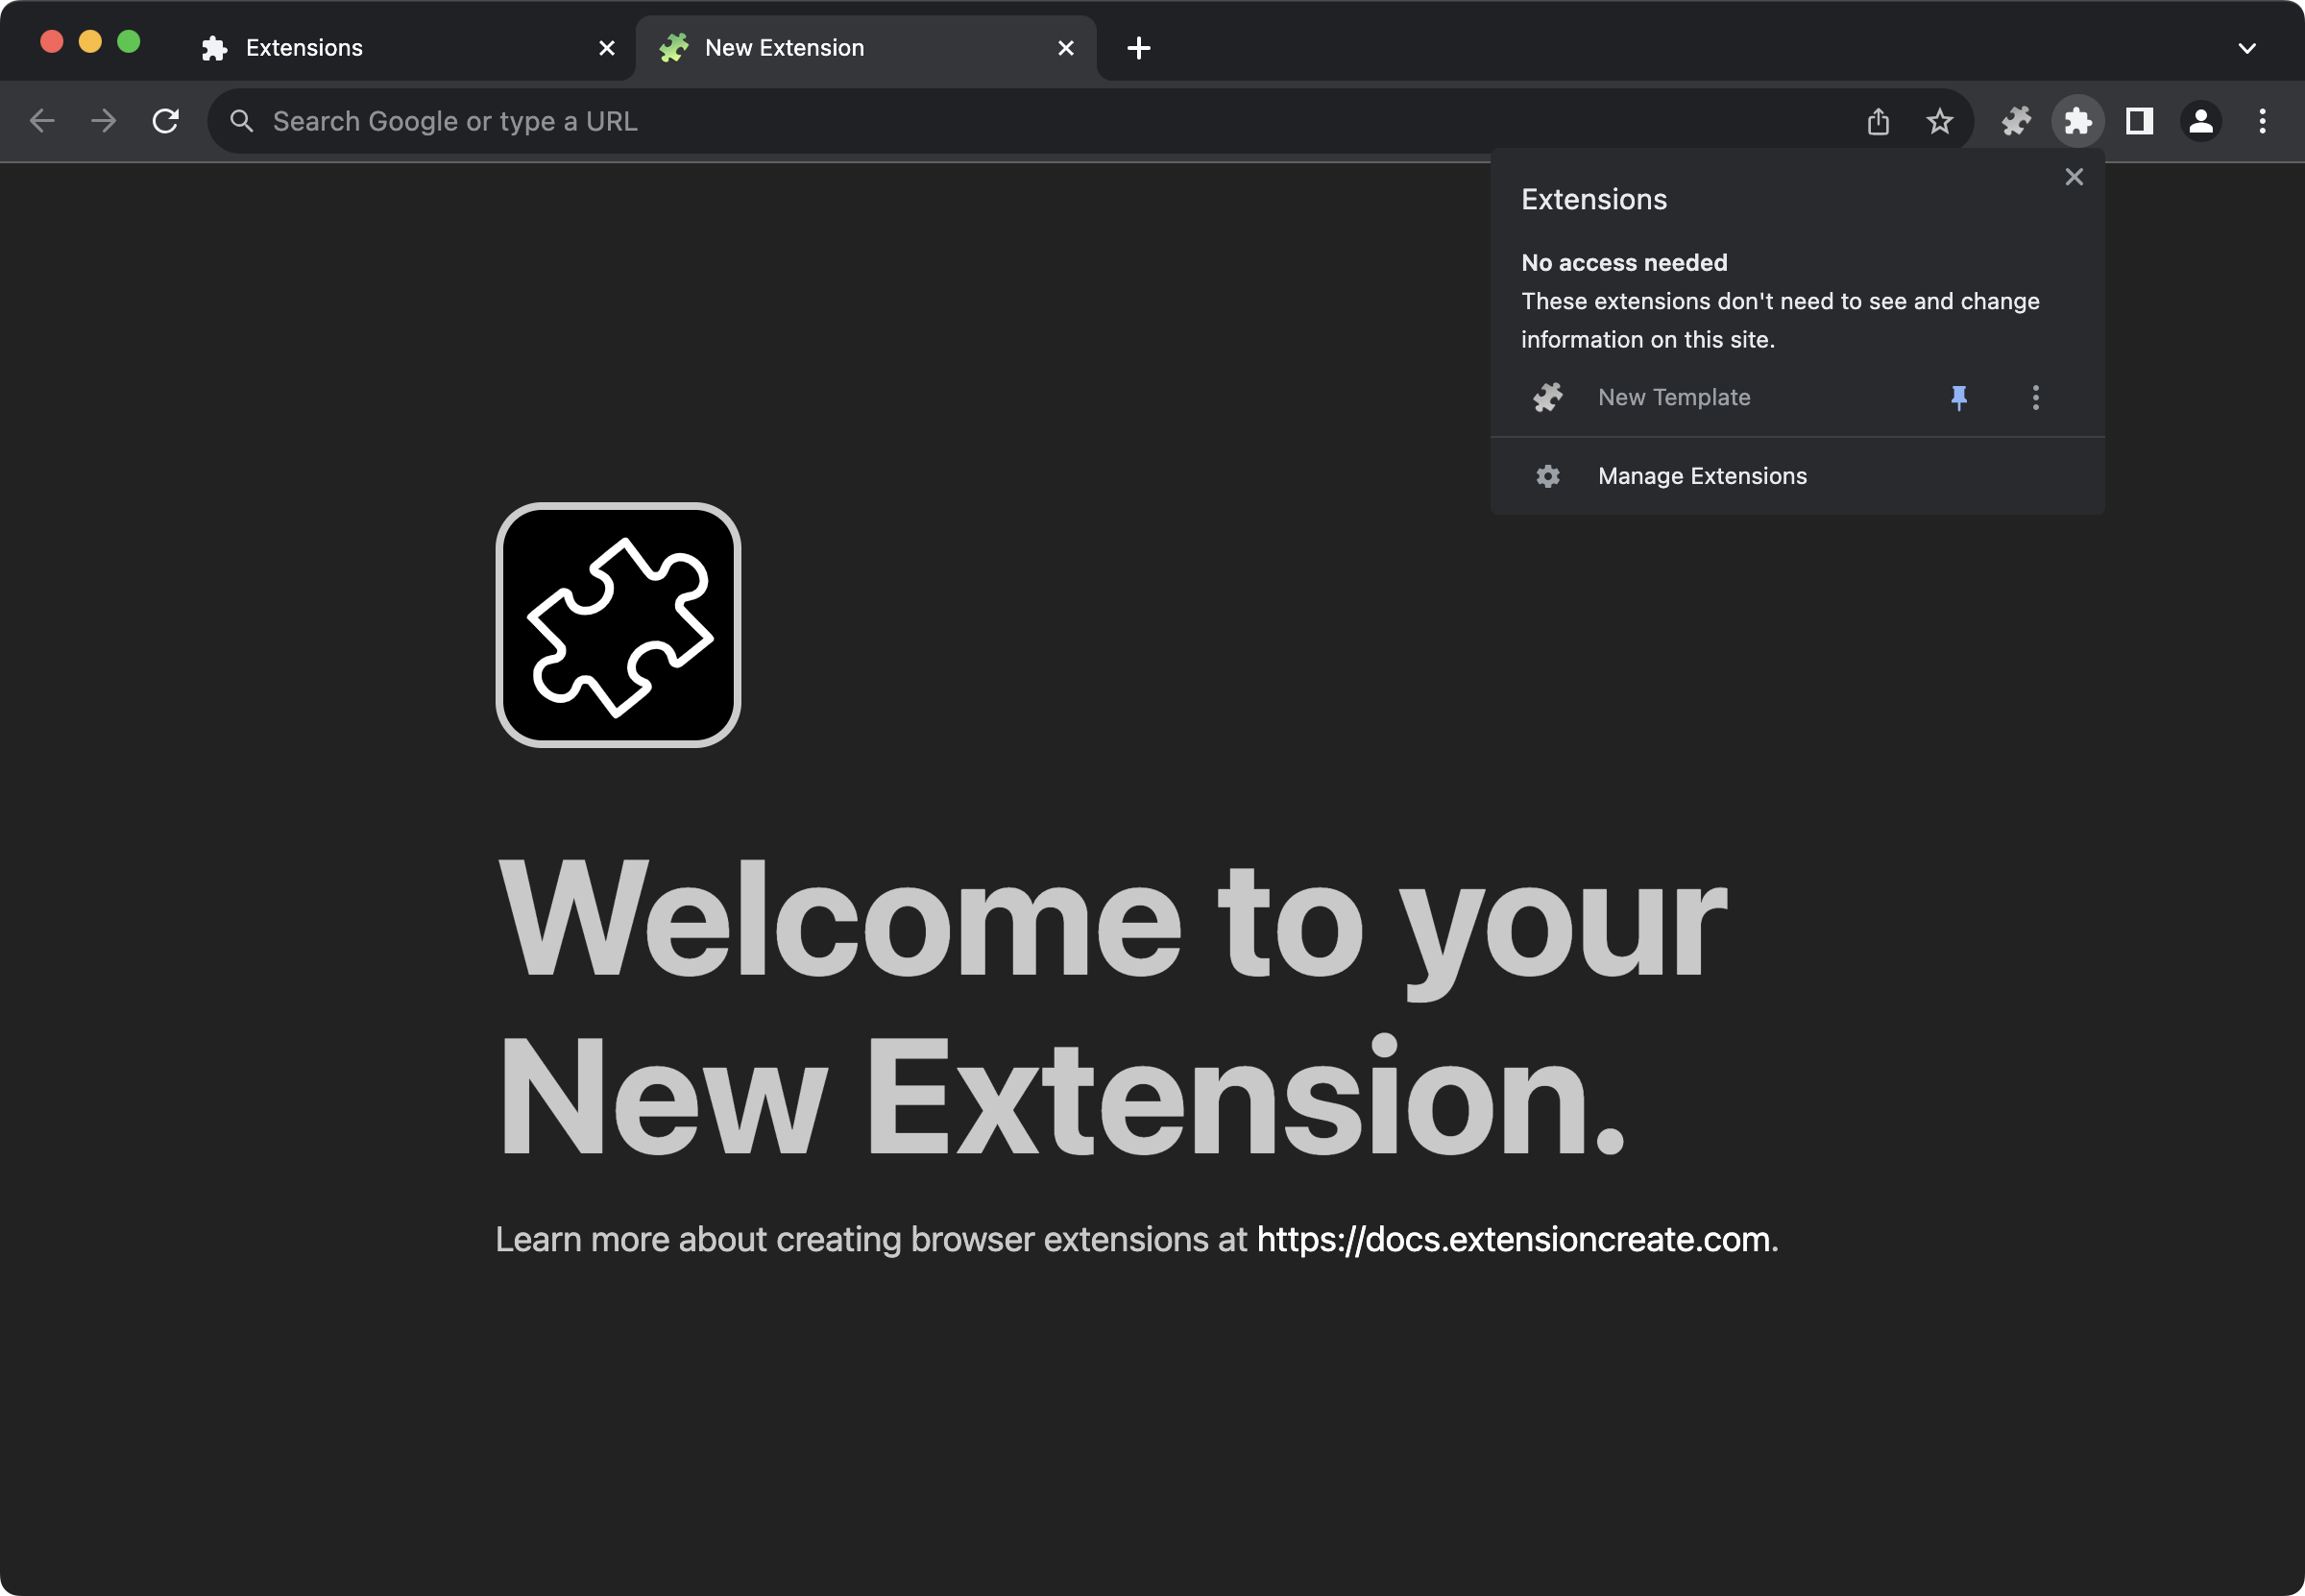 Extensions
New Extension
Search Google or type a URL
Extensions
No access needed
These extensions don't need to see and change
information on this site.
New Template
Manage Extensions
Welcome to your
New Extension.
Learn more about creating browser extensions at https://docs.extensioncreate.com.